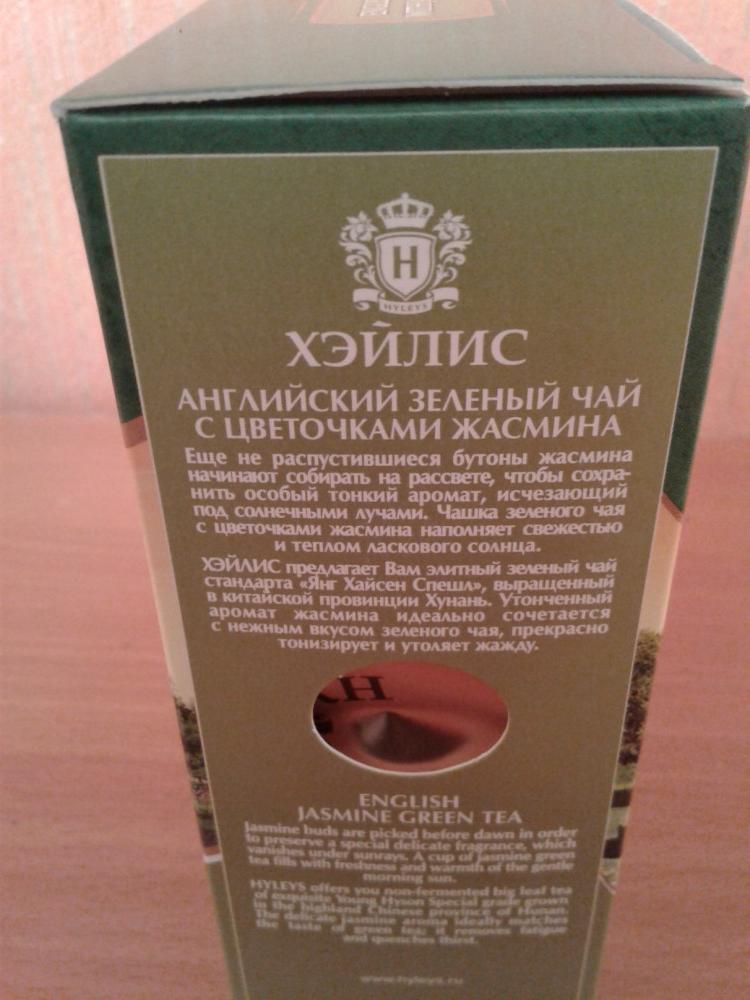 H
HYLEYS
ХЭЙЛИС
АНГЛИЙСКИЙ ЗЕЛЕНЫЙ ЧАЙ
С ЦВЕТОЧКАМИ ЖАСМИНА
Еще не распустившиеся бутоны жасмина
начинают собирать на рассвете, чтобы сохра-
нить особый тонкий аромат, исчезающий
под солнечными лучами. Чашка зеленого чая
с цветочками жасмина наполняет свежестью
и теплом ласкового солнца.
ХЭЙЛИС предлагает Вам элитный зеленый чай
стандарта «Янг Хайсен Спешл», выращенный
в китайской провинции Хунань. Утонченный
аромат жасмина идеально сочетается
с нежным вкусом зеленого чая, прекрасно
тонизирует и утоляет жажду.
ENGLISH
JASMINE GREEN TEA
Jasmine buds are picked before dawn in order
to preserve a special delicate fragrance, which
vanishes under sunrays. A cup of jasmine green
tea fills with freshness and warmth of the gentle
morning sun.
HYLEYS offers you non-fermented big leaf tea
of exquisite Young Hyson Special grade grown
in the highland Chinese province of Hunan.
The delicate jasmine aroma ideally matches
the taste of green tea; it removes fatigue
and quenches thirst.
www.hyleys.ru